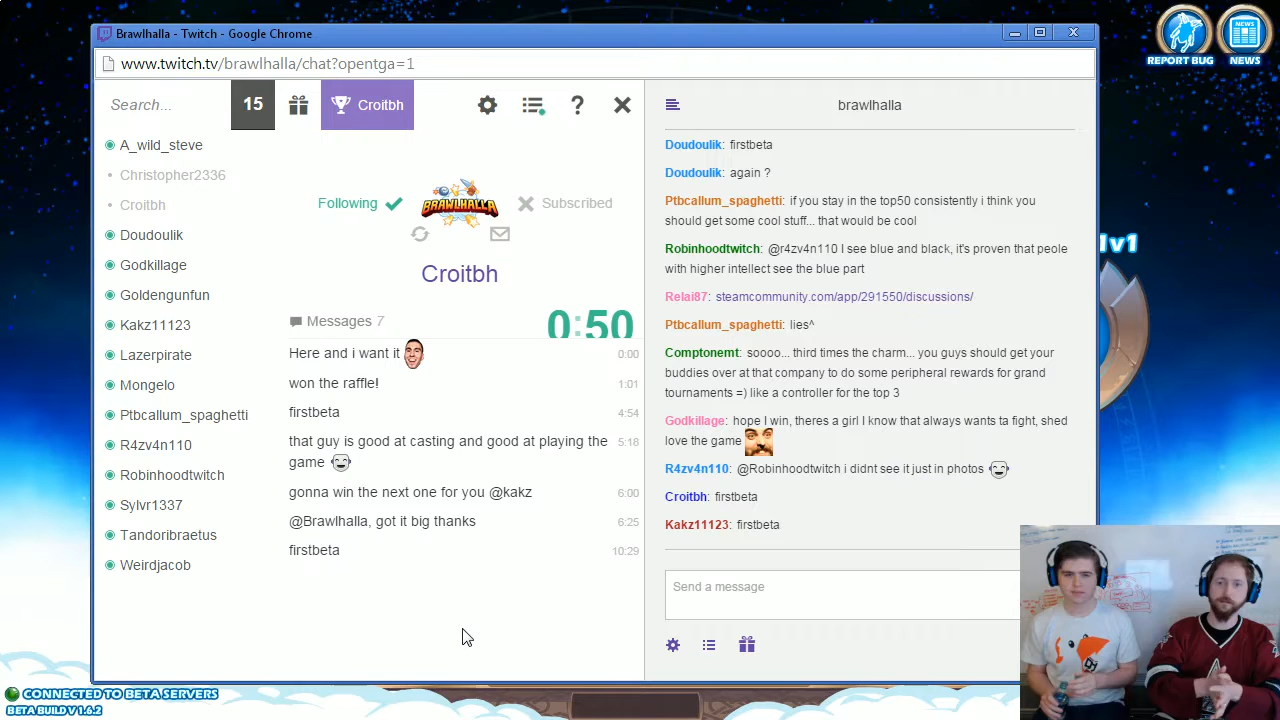 Brawlhalla - Twitch - Google Chrome
www.twitch.tv/brawlhalla/chat?opentga=1
REPORT BUG
NEWS
NEWS
Search...
15
Croitbh
A_wild_steve
Christopher2336
Croitbh
Doudoulik
Godkillage
Goldengunfun
Kakz11123
Lazerpirate
Mongelo
Ptbcallum_spaghetti
R4zv4n110
Robinhoodtwitch
Sylvr1337
Tandoribraetus
Weirdjacob
Following
BRAWLHALLA
Subscribed
Croitbh
Messages 7
0:50
Here and i want it 0:00
won the raffle! 1:01
firstbeta 4:54
that guy is good at casting and good at playing the 5:18
game
gonna win the next one for you @kakz 6:00
@Brawlhalla, got it big thanks 6:25
firstbeta 10:29
brawlhalla
Doudoulik: firstbeta
Doudoulik: again ?
Ptbcallum_spaghetti: if you stay in the top50 consistently i think you
should get some cool stuff... that would be cool
Robinhoodtwitch: @r4zv4n110 I see blue and black, it's proven that peole
with higher intellect see the blue part
Relai87: steamcommunity.com/app/291550/discussions/
Ptbcallum_spaghetti: lies^
Comptonemt: soooo... third times the charm... you guys should get your
buddies over at that company to do some peripheral rewards for grand
tournaments =) like a controller for the top 3
Godkillage: hope I win, theres a girl I know that always wants ta fight, shed
love the game
R4zv4n110: @Robinhoodtwitch i didnt see it just in photos
Croitbh: firstbeta
Kakz11123: firstbeta
Send a message
1v1
CONNECTED TO BETA SERVERS
BETA BUILD V 1.6.2